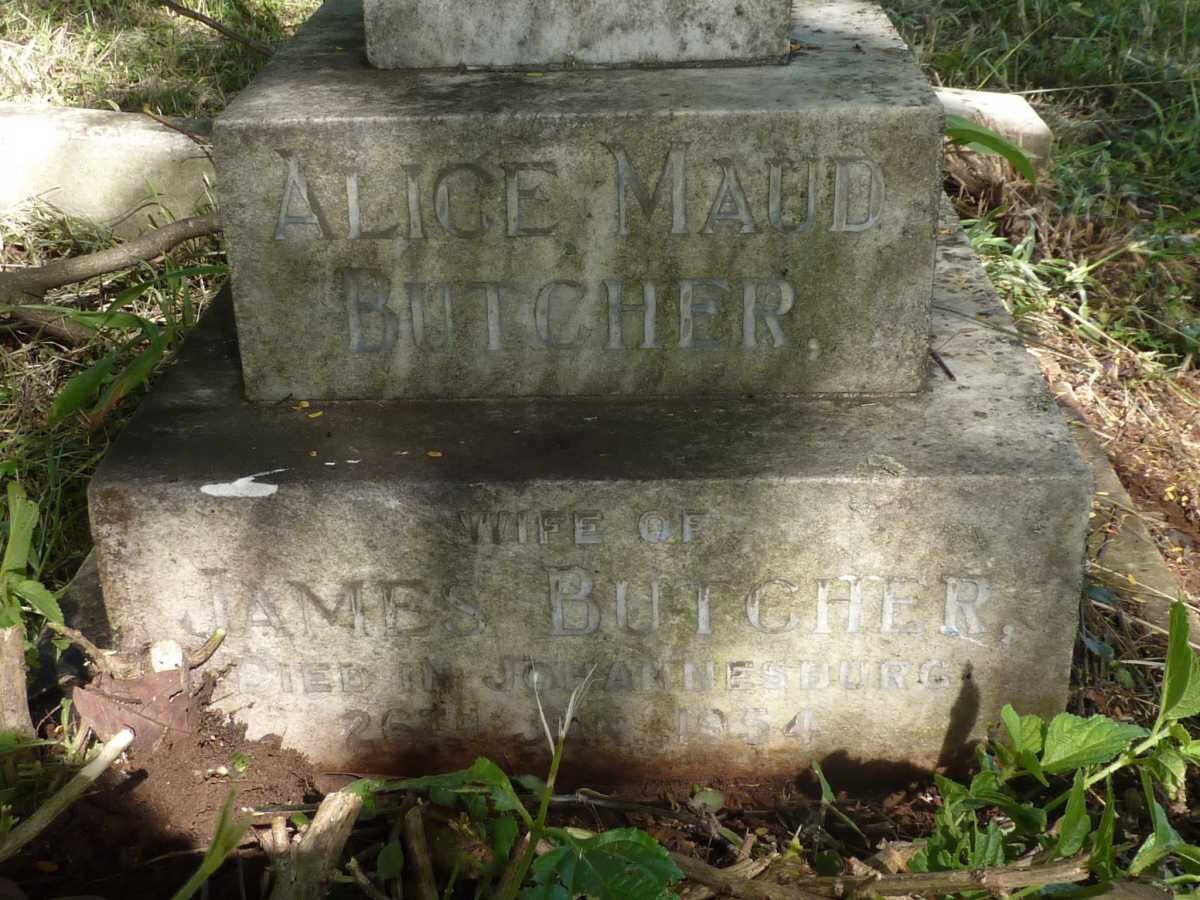 ALICE MAUD
BUTCHER,
WIFE OF
JAMES BUTCHER,
DIED IN JOHANNESBURG
26TH 1954